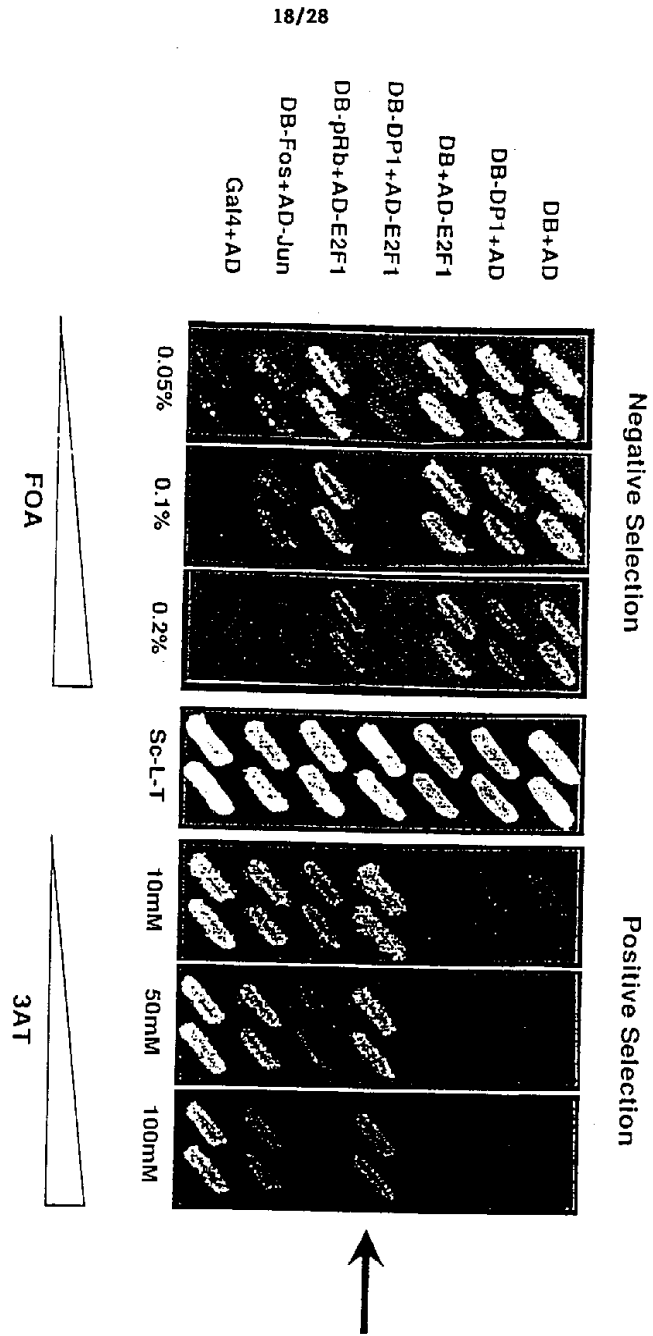 18/28
Negative Selection
Positive Selection
DB+AD
DB-DP1+AD
DB+AD-E2F1
DB-DP1+AD-E2F1
DB-pRb+AD-E2F1
DB-Fos+AD-Jun
Gal4+AD
0.05%
0.1%
0.2%
Sc-L-T
10mM
50mM
100mM
FOA
3AT